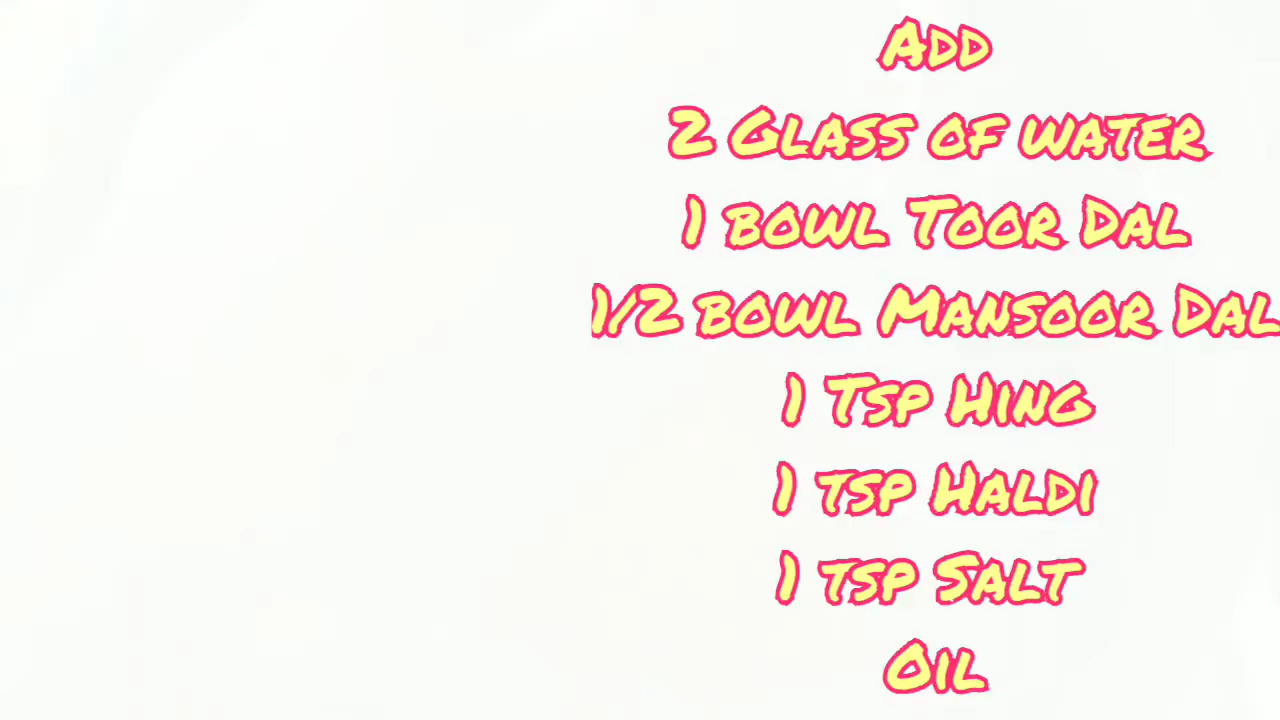 Add
2 Glass of water
1 bowl Toor Dal
1/2 bowl Mansoor Dal
1 Tsp Hing
1 tsp Haldi
1 tsp Salt
Oil